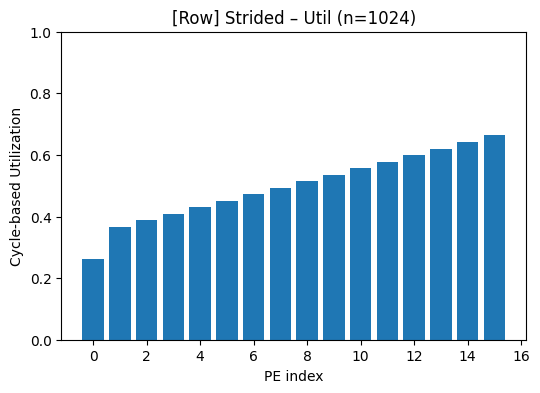 [Row] Strided – Util (n=1024)
Cycle-based Utilization
1.0
0.8
0.6
0.4
0.2
0.0
0 2 4 6 8 10 12 14 16
PE index